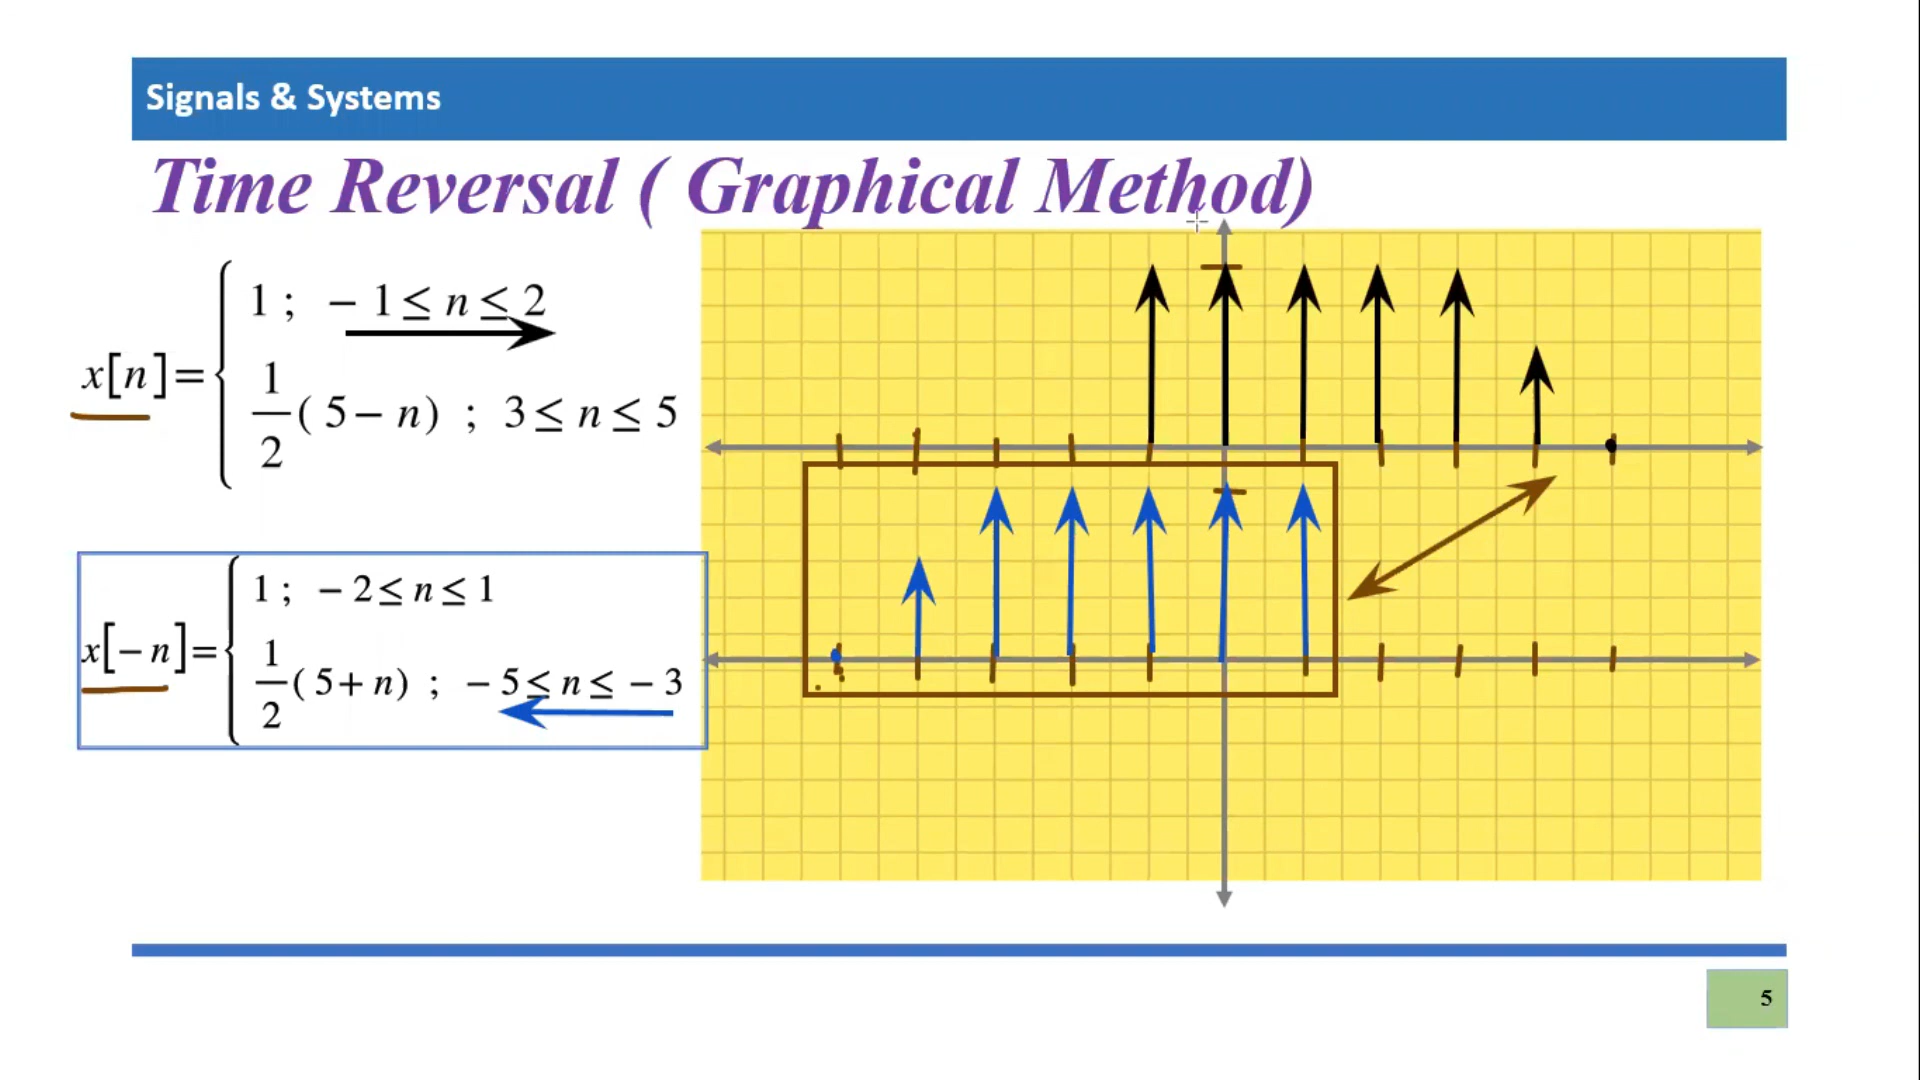 Signals & Systems
Time Reversal ( Graphical Method)
x[n]= { 1 ; − 1 ≤ n ≤ 2
1/2 ( 5− n) ; 3 ≤ n ≤ 5
x[− n]= { 1 ; − 2 ≤ n ≤ 1
1/2 ( 5+ n) ; − 5 ≤ n ≤ − 3
5